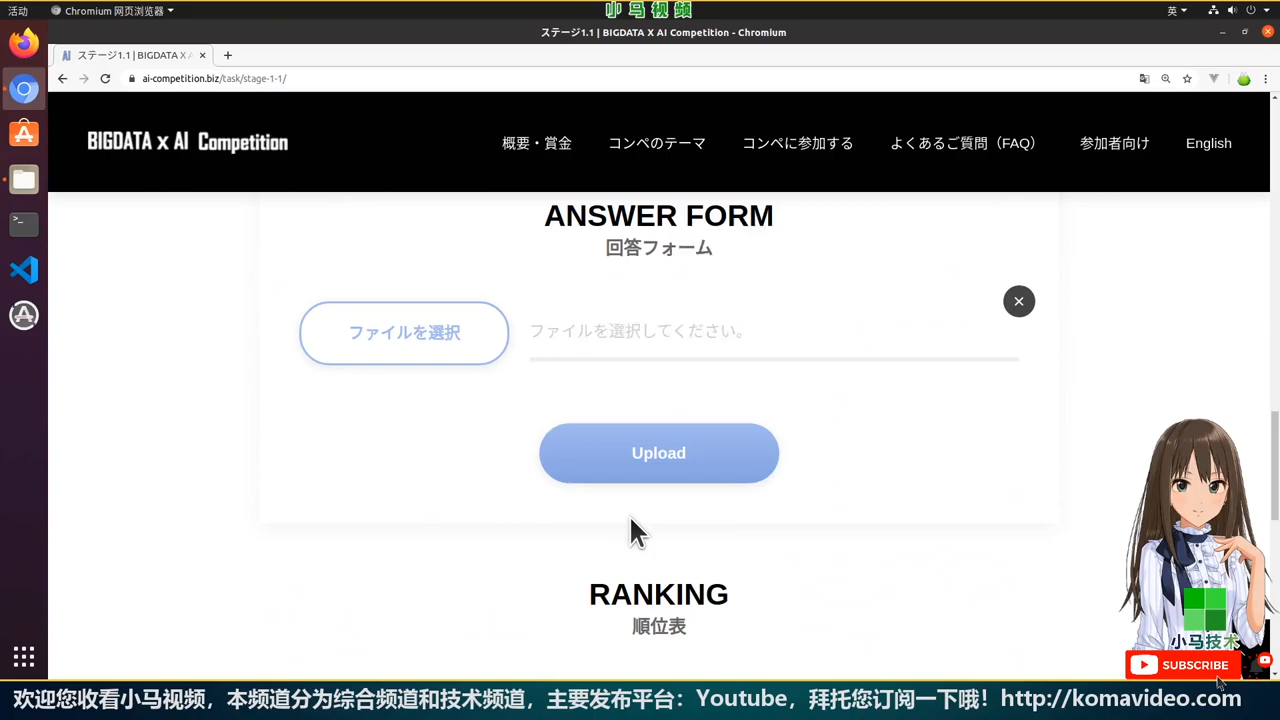 活动
Chromium 网页浏览器
小马视频
英
ステージ1.1 | BIGDATA X AI Competition - Chromium
ステージ1.1 | BIGDATA X A
ai-competition.biz/task/stage-1-1/
BIGDATA x AI Competition
概要・賞金
コンペのテーマ
コンペに参加する
よくあるご質問（FAQ）
参加者向け
English
ANSWER FORM
回答フォーム
ファイルを選択
ファイルを選択してください。
Upload
RANKING
順位表
小马技术
SUBSCRIBE
欢迎您收看小马视频，本频道分为综合频道和技术频道，主要发布平台：Youtube，拜托您订阅一下哦！http://komavideo.com